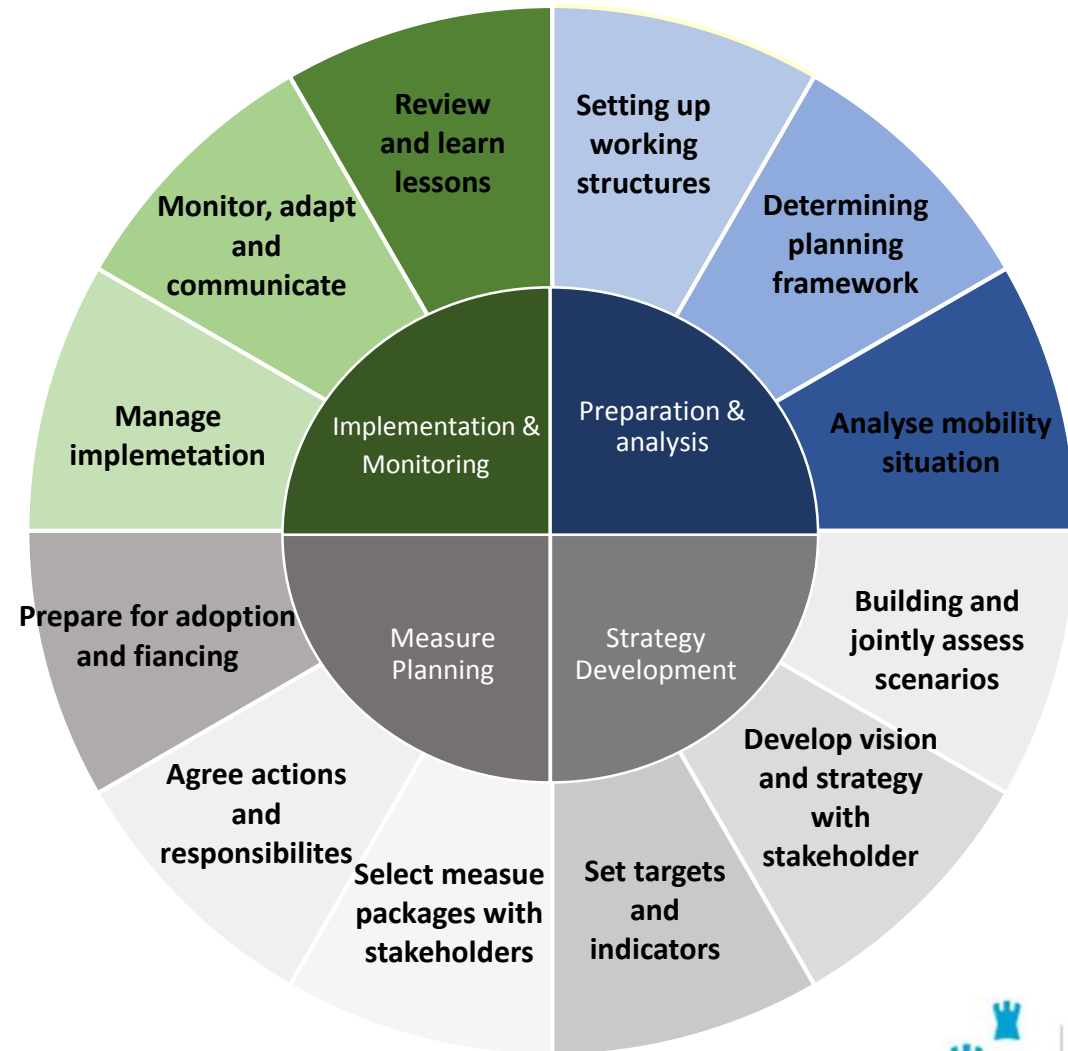 Review
and learn
lessons
Setting up
working
structures
Monitor, adapt
and
communicate
Determining
planning
framework
Manage
implemetation
Implementation &
Monitoring
Preparation &
analysis
Analyse mobility
situation
Prepare for adoption
and fiancing
Measure
Planning
Strategy
Development
Building and
jointly assess
scenarios
Agree actions
and
responsibilites
Develop vision
and strategy
with
stakeholder
Select measue
packages with
stakeholders
Set targets
and
indicators